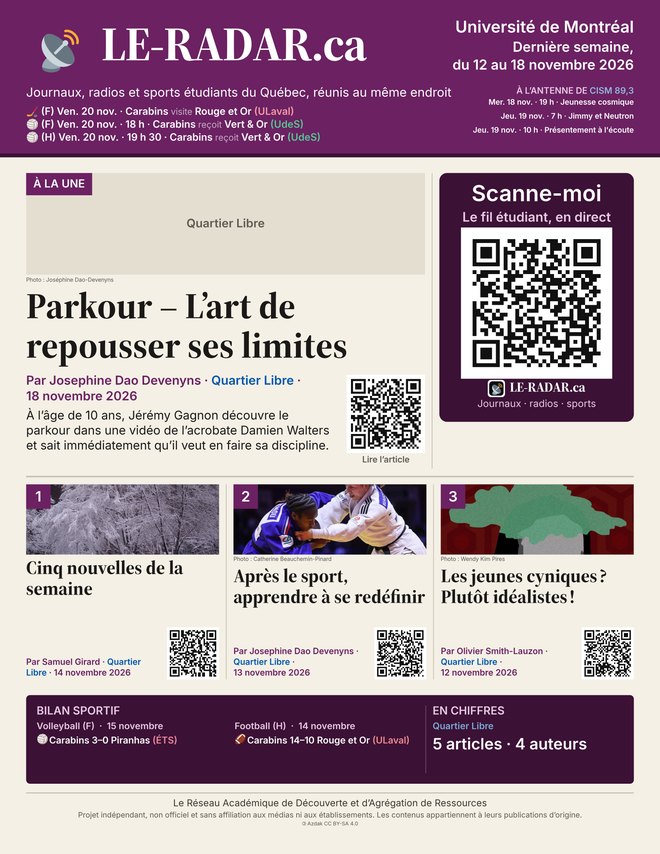 LE-RADAR.ca
Journaux, radios et sports étudiants du Québec, réunis au même endroit
(F) Ven. 20 nov. · Carabins visite Rouge et Or (ULaval)
(F) Ven. 20 nov. · 18 h · Carabins reçoit Vert & Or (UdeS)
(H) Ven. 20 nov. · 19 h 30 · Carabins reçoit Vert & Or (UdeS)
Université de Montréal
Dernière semaine,
du 12 au 18 novembre 2026
À L'ANTENNE DE CISM 89,3
Mer. 18 nov. · 19 h · Jeunesse cosmique
Jeu. 19 nov. · 7 h · Jimmy et Neutron
Jeu. 19 nov. · 10 h · Présentement à l'écoute
À LA UNE
Quartier Libre
Photo : Joséphine Dao-Devenyns
Parkour – L'art de
repousser ses limites
Par Josephine Dao Devenyns · Quartier Libre ·
18 novembre 2026
À l'âge de 10 ans, Jérémy Gagnon découvre le
parkour dans une vidéo de l'acrobate Damien Walters
et sait immédiatement qu'il veut en faire sa discipline.
Lire l'article
Scanne-moi
Le fil étudiant, en direct
LE-RADAR.ca
Journaux · radios · sports
1
Cinq nouvelles de la
semaine
Par Samuel Girard · Quartier
Libre · 14 novembre 2026
2
Photo : Catherine Beauchemin-Pinard
Après le sport,
apprendre à se redéfinir
Par Josephine Dao Devenyns ·
Quartier Libre ·
13 novembre 2026
3
Photo : Wendy Kim Pires
Les jeunes cyniques ?
Plutôt idéalistes !
Par Olivier Smith-Lauzon ·
Quartier Libre ·
12 novembre 2026
BILAN SPORTIF
Volleyball (F) · 15 novembre
Carabins 3–0 Piranhas (ÉTS)
Football (H) · 14 novembre
Carabins 14–10 Rouge et Or (ULaval)
EN CHIFFRES
Quartier Libre
5 articles · 4 auteurs
Le Réseau Académique de Découverte et d'Agrégation de Ressources
Projet indépendant, non officiel et sans affiliation aux médias ni aux établissements. Les contenus appartiennent à leurs publications d'origine.
Azdak CC BY-SA 4.0